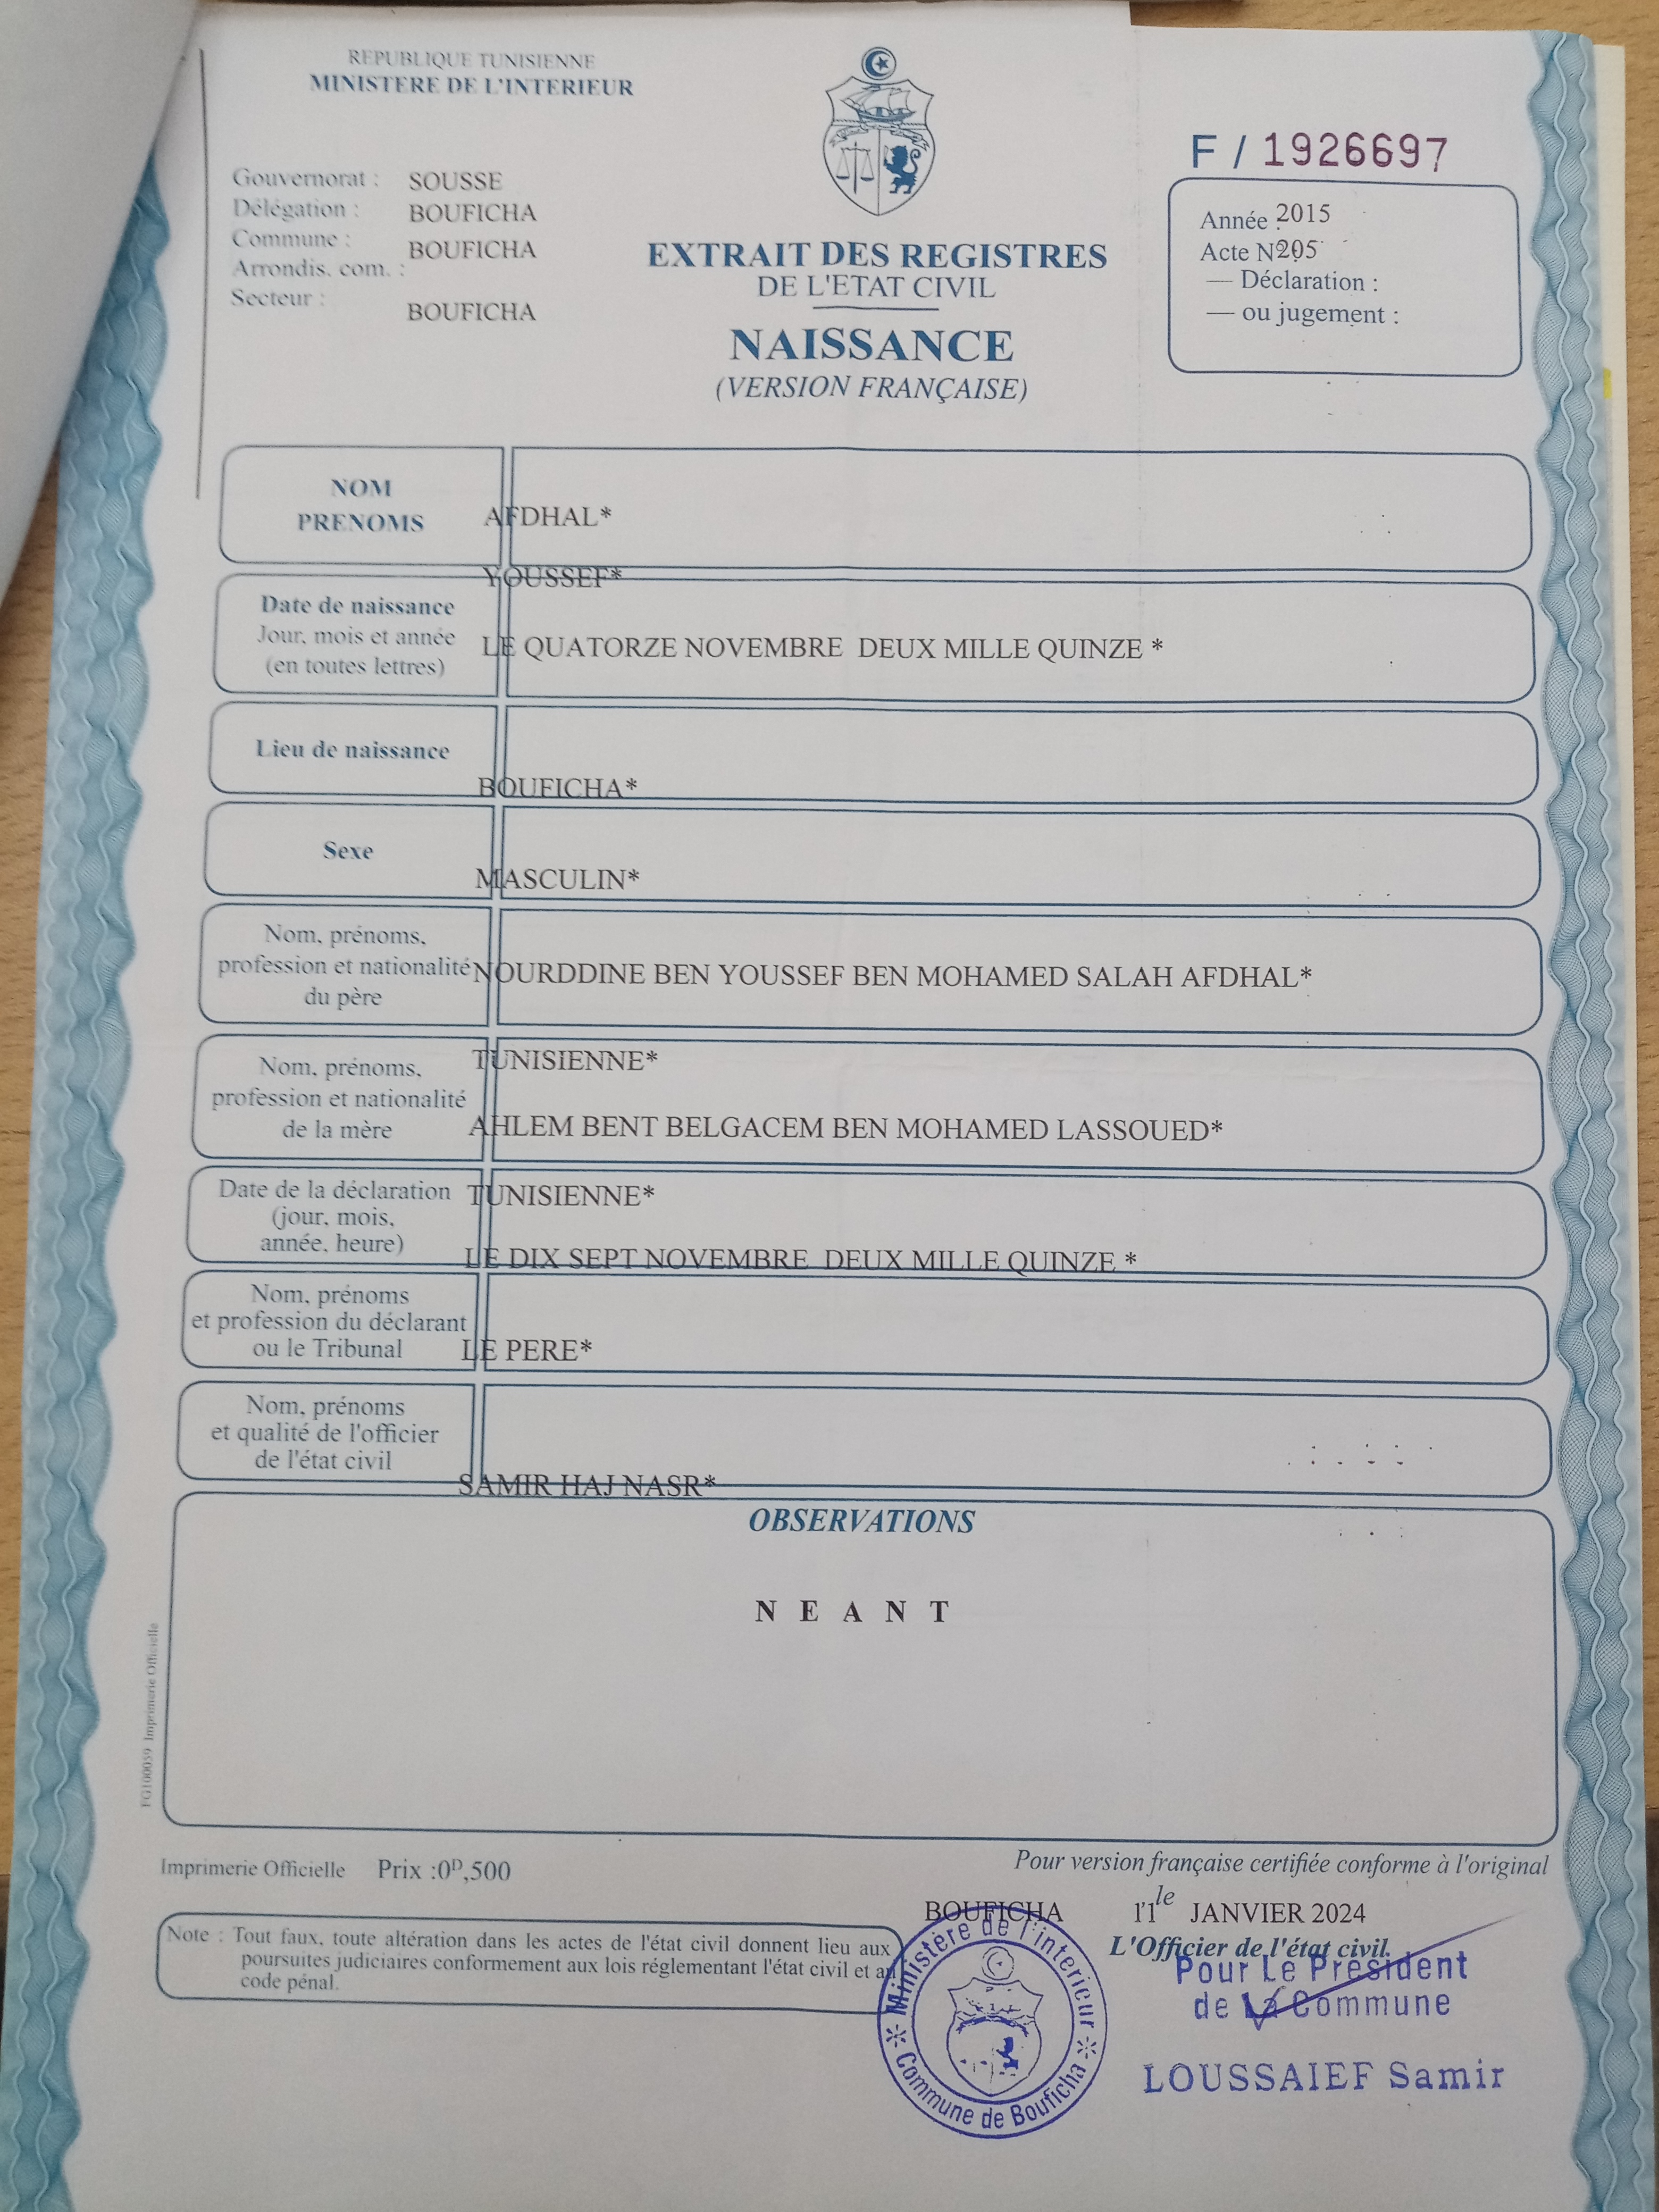 REPUBLIQUE TUNISIENNE
MINISTERE DE L'INTERIEUR
Gouvernorat : SOUSSE
Délégation : BOUFICHA
Commune : BOUFICHA
Arrondis. com. :
Secteur : BOUFICHA
EXTRAIT DES REGISTRES
DE L'ETAT CIVIL
NAISSANCE
(VERSION FRANÇAISE)
F / 1926697
Année : 2015
Acte N° 205
— Déclaration :
— ou jugement :
NOM
PRENOMS
AFDHAL*
YOUSSEF*
Date de naissance
Jour, mois et année
(en toutes lettres)
LE QUATORZE NOVEMBRE DEUX MILLE QUINZE *
Lieu de naissance
BOUFICHA*
Sexe
MASCULIN*
Nom, prénoms,
profession et nationalité
du père
NOURDDINE BEN YOUSSEF BEN MOHAMED SALAH AFDHAL*
TUNISIENNE*
Nom, prénoms,
profession et nationalité
de la mère
AHLEM BENT BELGACEM BEN MOHAMED LASSOUED*
TUNISIENNE*
Date de la déclaration
(jour, mois,
année, heure)
LE DIX SEPT NOVEMBRE DEUX MILLE QUINZE *
Nom, prénoms
et profession du déclarant
ou le Tribunal
LE PERE*
Nom, prénoms
et qualité de l'officier
de l'état civil
SAMIR HAJ NASR*
OBSERVATIONS
N E A N T
FG100059 Imprimerie Officielle
Imprimerie Officielle Prix :0D,500
Pour version française certifiée conforme à l'original
BOUFICHA le 11 JANVIER 2024
L'Officier de l'état civil
Note : Tout faux, toute altération dans les actes de l'état civil donnent lieu aux
poursuites judiciaires conformement aux lois réglementant l'état civil et au
code pénal.
Ministère de l'intérieur
Commune de Bouficha
Pour Le Président
de La Commune
LOUSSAIEF Samir